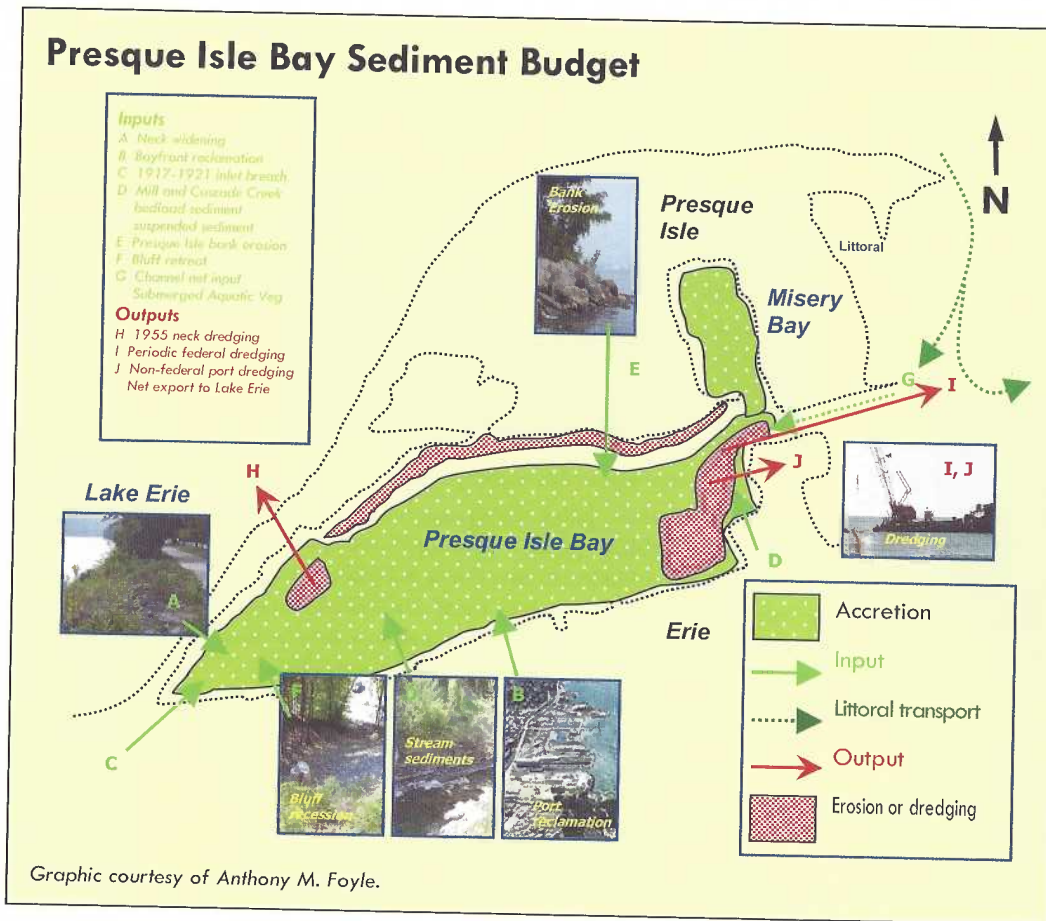 Presque Isle Bay Sediment Budget
Inputs
A Neck widening
B Bayfront reclamation
C 1917-1921 inlet breach
D Mill and Cascade Creek
bedload sediment
suspended sediment
E Presque Isle bank erosion
F Bluff retreat
G Channel net input
Submerged Aquatic Veg
Outputs
H 1955 neck dredging
I Periodic federal dredging
J Non-federal port dredging
Net export to Lake Erie
Bank
Erosion
Presque
Isle
Littoral
N
Misery
Bay
E
G
I
H
J
I, J
Dredging
Lake Erie
A
Presque Isle Bay
D
Erie
C
F
Bluff
recession
D
Stream
sediments
B
Port
reclamation
Accretion
Input
Littoral transport
Output
Erosion or dredging
Graphic courtesy of Anthony M. Foyle.